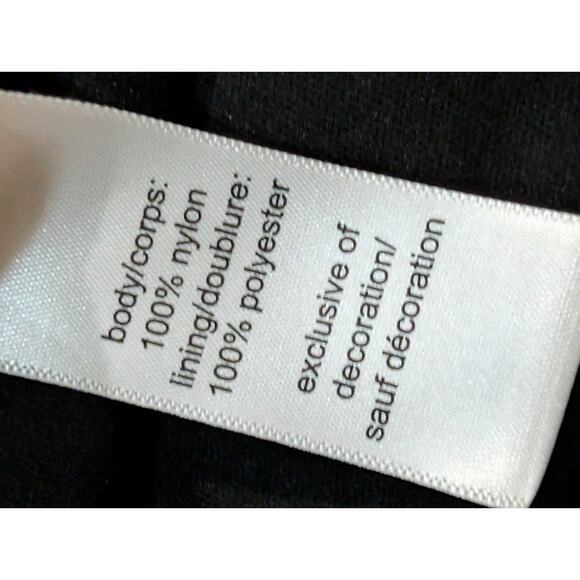 body/corps:
100% nylon
lining/doublure:
100% polyester
exclusive of
decoration/
sauf décoration